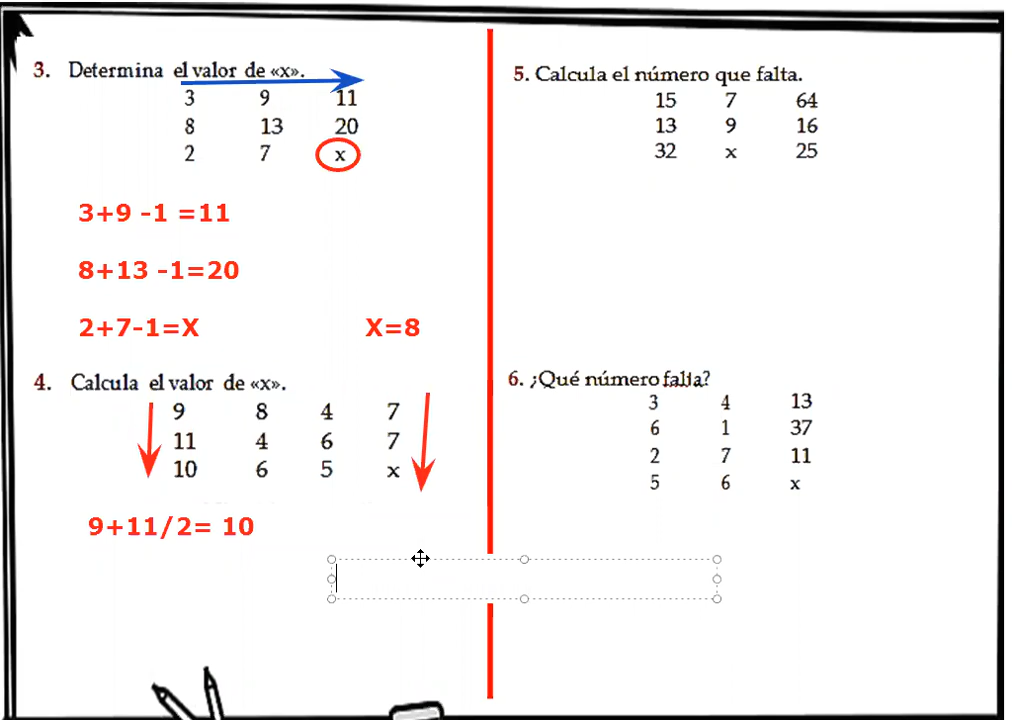 3. Determina el valor de «x».
3 9 11
8 13 20
2 7 x
3+9 -1 =11
8+13 -1=20
2+7-1=X X=8
4. Calcula el valor de «x».
9 8 4 7
11 4 6 7
10 6 5 x
9+11/2= 10
5. Calcula el número que falta.
15 7 64
13 9 16
32 x 25
6. ¿Qué número falta?
3 4 13
6 1 37
2 7 11
5 6 x